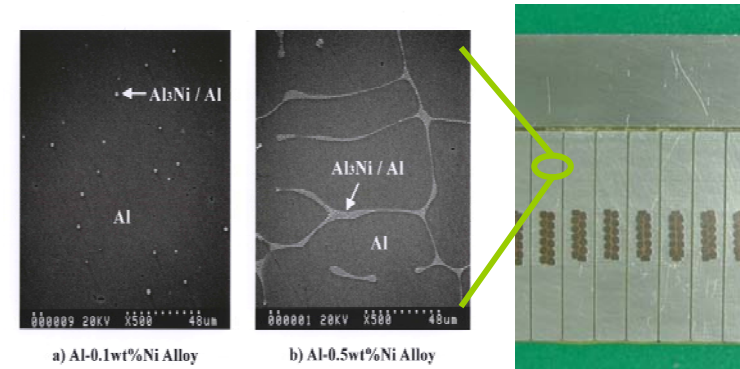 Al₃Ni / Al
Al
000009 20KV X500 48um
a) Al-0.1wt%Ni Alloy
Al₃Ni / Al
Al
000001 20KV X500 48um
b) Al-0.5wt%Ni Alloy